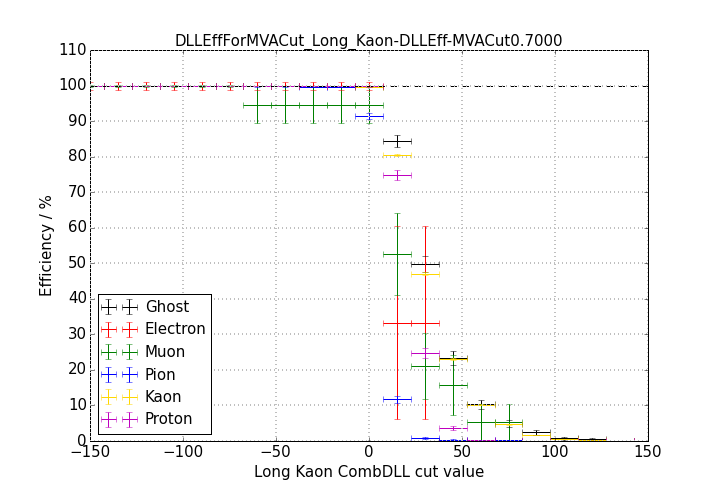 DLLEffForMVACut_Long_Kaon-DLLEff-MVACut0.7000
110
100
90
80
70
60
50
40
30
20
10
0
Efficiency / %
Ghost
Electron
Muon
Pion
Kaon
Proton
−150 −100 −50 0 50 100 150
Long Kaon CombDLL cut value